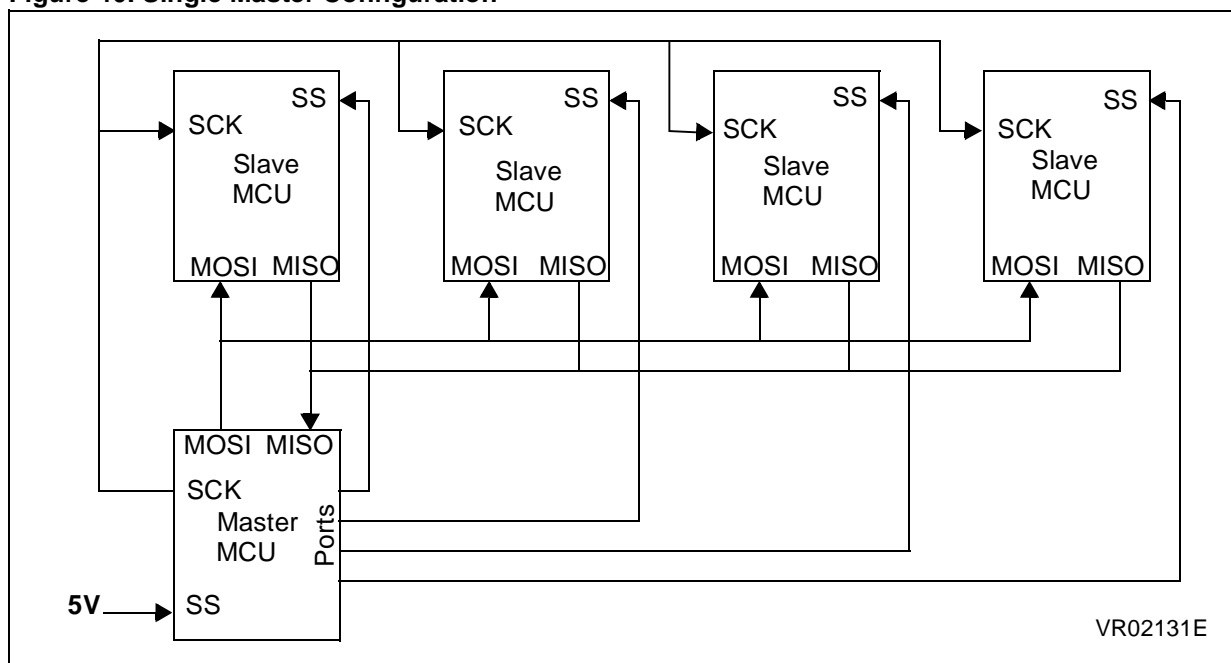 Figure Single Master Configuration
SS
SCK
Slave
MCU
MOSI MISO
SS
SCK
Slave
MCU
MOSI MISO
SS
SCK
Slave
MCU
MOSI MISO
SS
SCK
Slave
MCU
MOSI MISO
MOSI MISO
SCK
Master
MCU
Ports
5V
SS
VR02131E